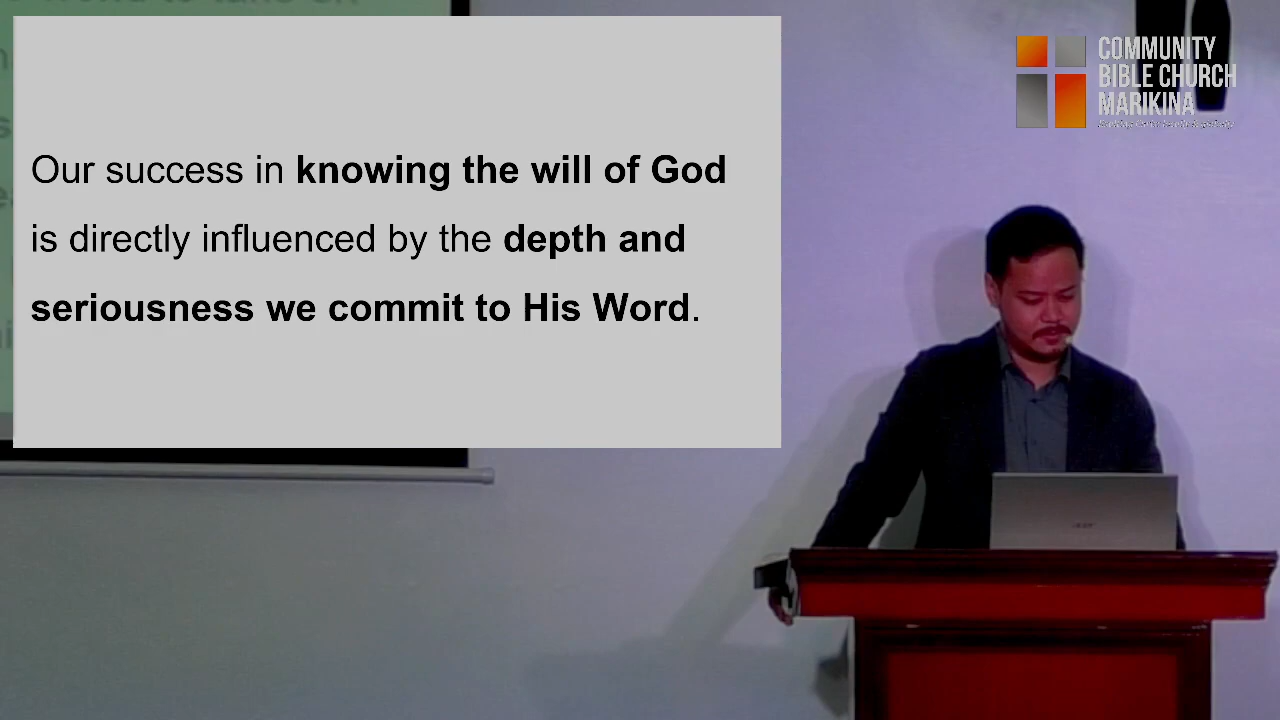 Our success in knowing the will of God
is directly influenced by the depth and
seriousness we commit to His Word.
COMMUNITY
BIBLE CHURCH
MARIKINA
acer